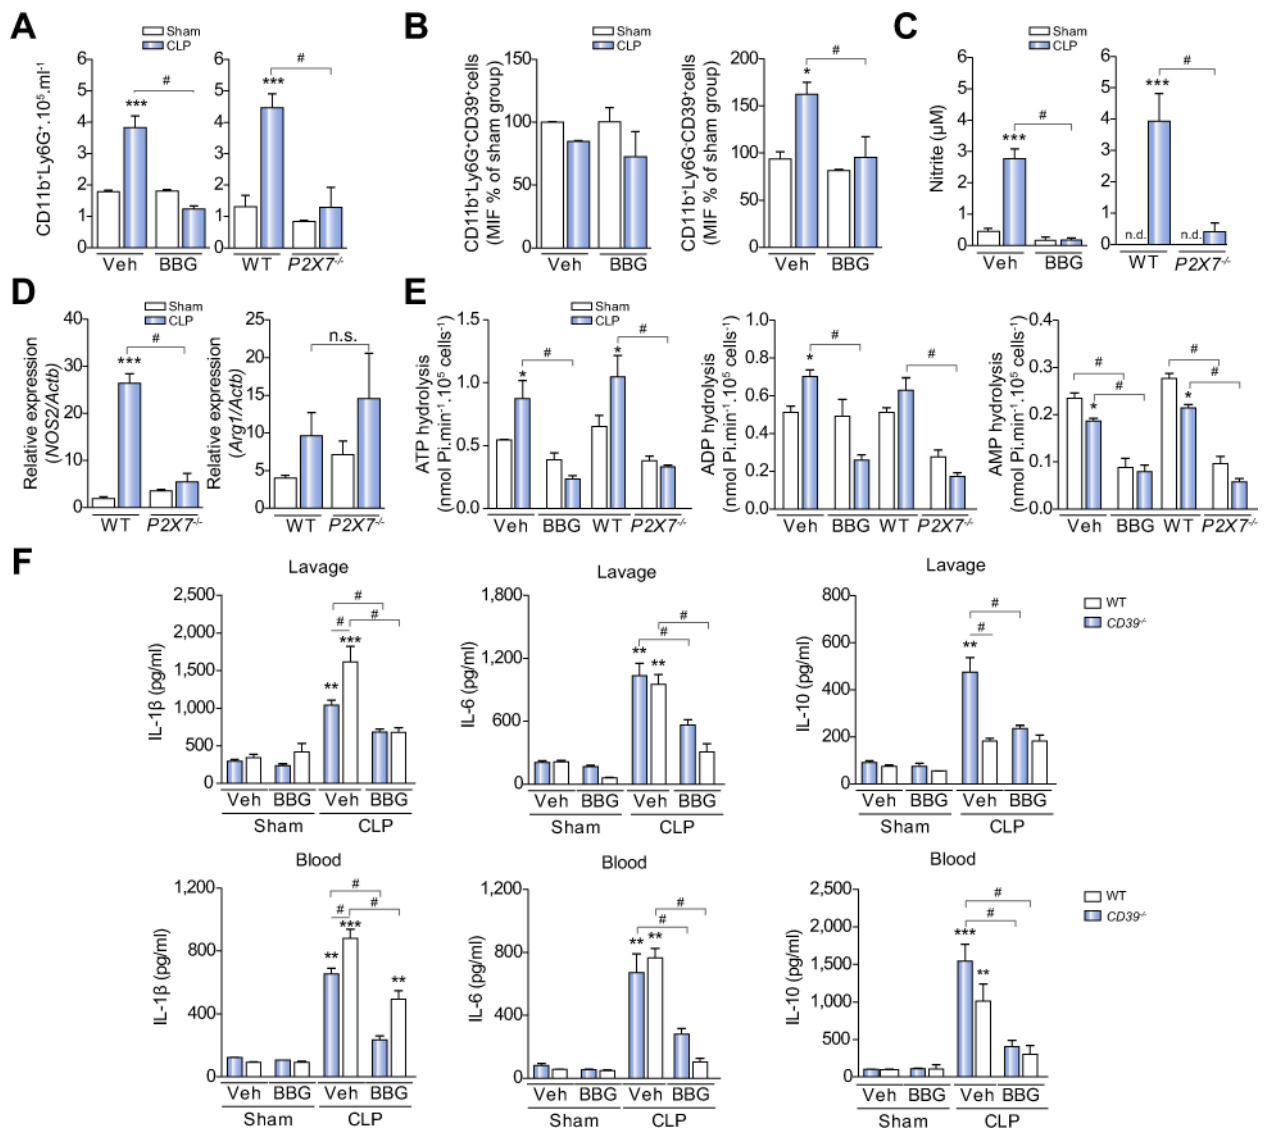 A
Sham
CLP
CD11b⁺Ly6G⁺.10⁵.ml⁻¹
6
5
4
3
2
1
0
***
#
Veh
BBG
6
5
4
3
2
1
0
***
#
WT
P2X7⁻/⁻
B
Sham
CLP
CD11b⁺Ly6G⁺CD39⁺cells
(MIF % of sham group)
150
100
50
0
Veh
BBG
CD11b⁺Ly6G⁻CD39⁺cells
(MIF % of sham group)
200
150
100
50
0
*
#
Veh
BBG
C
Sham
CLP
Nitrite (µM)
6
5
4
3
2
1
0
***
#
Veh
BBG
6
5
4
3
2
1
0
n.d.
***
n.d.
#
WT
P2X7⁻/⁻
D
Sham
CLP
Relative expression
(NOS2/Actb)
40
30
20
10
0
***
#
WT
P2X7⁻/⁻
Relative expression
(Arg1/Actb)
25
20
15
10
5
0
n.s.
WT
P2X7⁻/⁻
E
Sham
CLP
ATP hydrolysis
(nmol Pi.min⁻¹.10⁵ cells⁻¹)
1.5
1.0
0.5
0.0
*
#
*
#
Veh
BBG
WT
P2X7⁻/⁻
ADP hydrolysis
(nmol Pi.min⁻¹.10⁵ cells⁻¹)
1.0
0.8
0.6
0.4
0.2
0.0
*
#
#
Veh
BBG
WT
P2X7⁻/⁻
AMP hydrolysis
(nmol Pi.min⁻¹.10⁵ cells⁻¹)
0.4
0.3
0.2
0.1
0.0
#
#
*
#
#
*
Veh
BBG
WT
P2X7⁻/⁻
F
Lavage
IL-1β (pg/ml)
2,500
2,000
1,500
1,000
500
0
#
#
#
**
***
Veh BBG Veh BBG
Sham CLP
Lavage
IL-6 (pg/ml)
1,800
1,200
600
0
#
#
**
**
Veh BBG Veh BBG
Sham CLP
Lavage
IL-10 (pg/ml)
800
600
400
200
0
#
#
**
Veh BBG Veh BBG
Sham CLP
WT
CD39⁻/⁻
Blood
IL-1β (pg/ml)
1,200
800
400
0
#
#
#
**
***
**
Veh BBG Veh BBG
Sham CLP
Blood
IL-6 (pg/ml)
1,200
800
400
0
#
#
**
**
Veh BBG Veh BBG
Sham CLP
Blood
IL-10 (pg/ml)
2,500
2,000
1,500
1,000
500
0
#
#
***
**
Veh BBG Veh BBG
Sham CLP
WT
CD39⁻/⁻